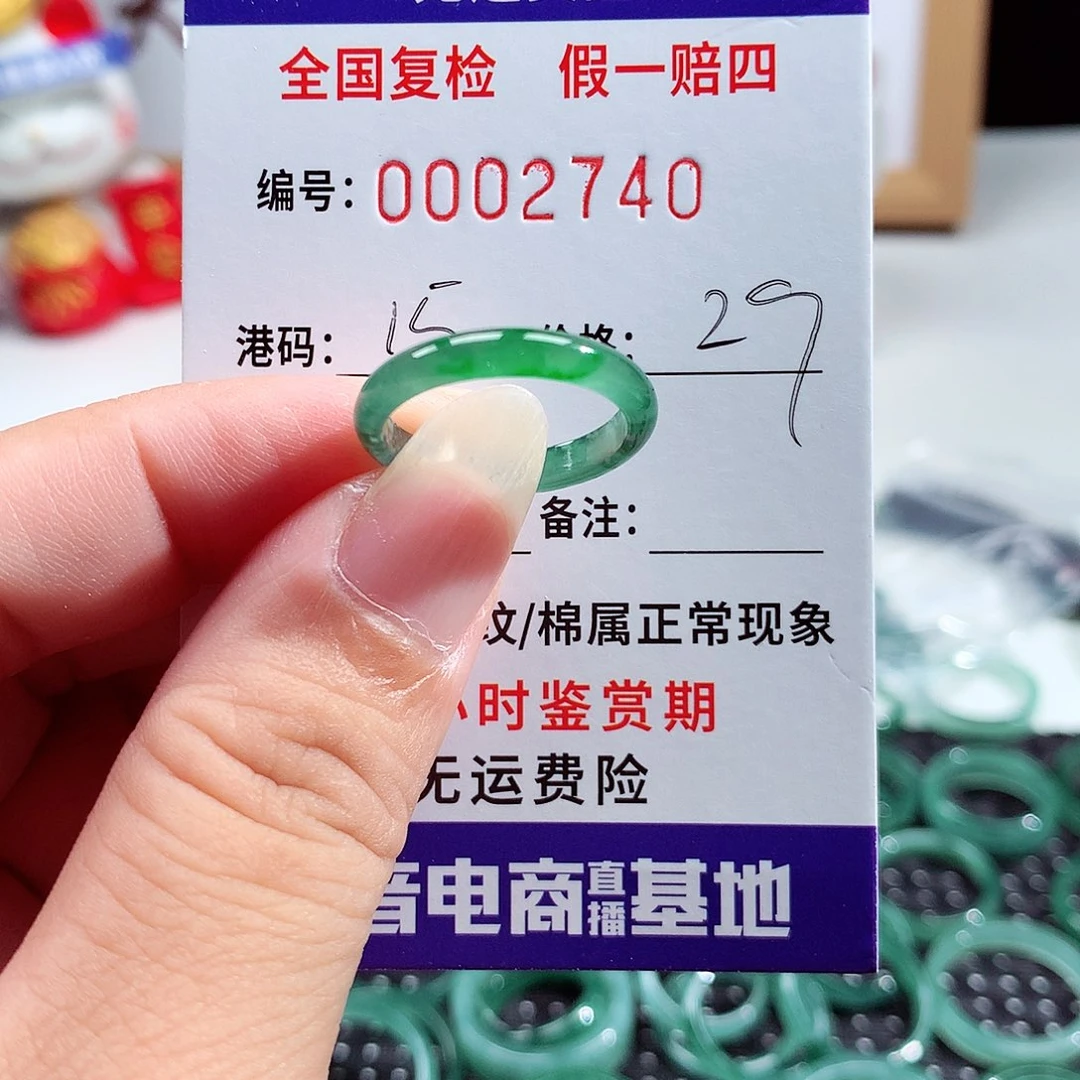 全国复检 假一赔四
编号：0002740
港码：15 价格：29
备注：
纹/棉属正常现象
小时鉴赏期
无运费险
音电商直播基地